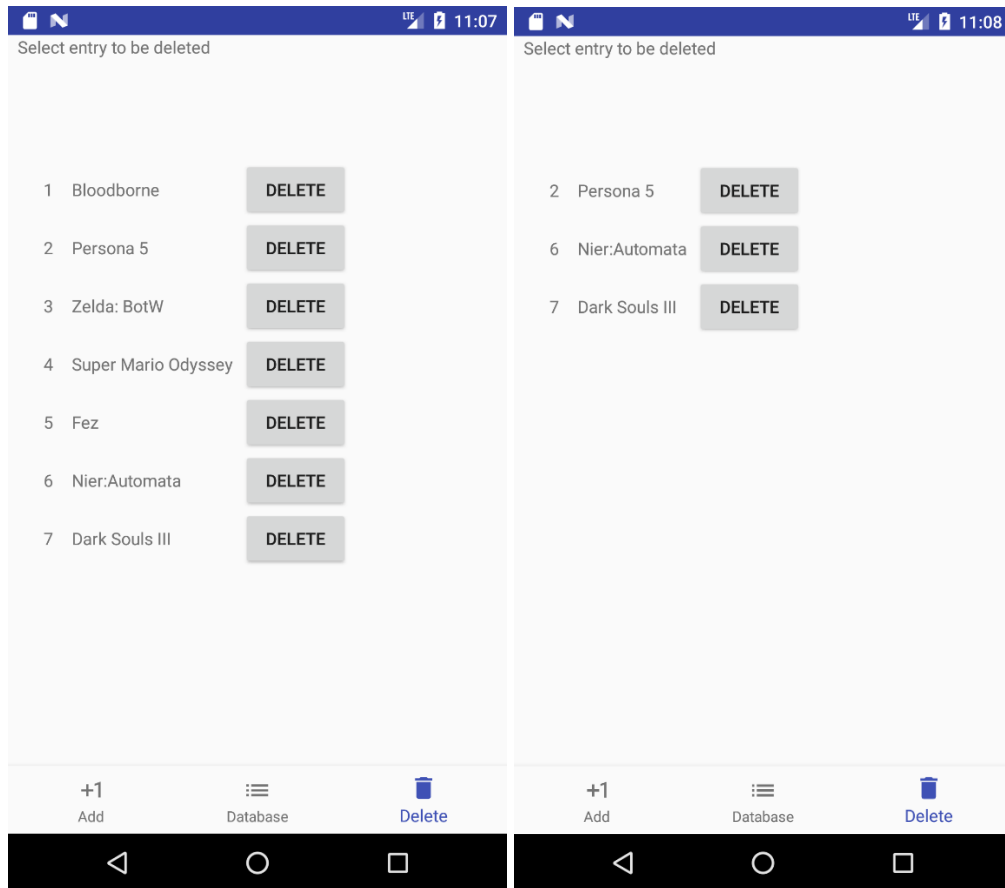 LTE 11:07
Select entry to be deleted
1 Bloodborne DELETE
2 Persona 5 DELETE
3 Zelda: BotW DELETE
4 Super Mario Odyssey DELETE
5 Fez DELETE
6 Nier:Automata DELETE
7 Dark Souls III DELETE
+1
Add Database Delete
LTE 11:08
Select entry to be deleted
2 Persona 5 DELETE
6 Nier:Automata DELETE
7 Dark Souls III DELETE
+1
Add Database Delete